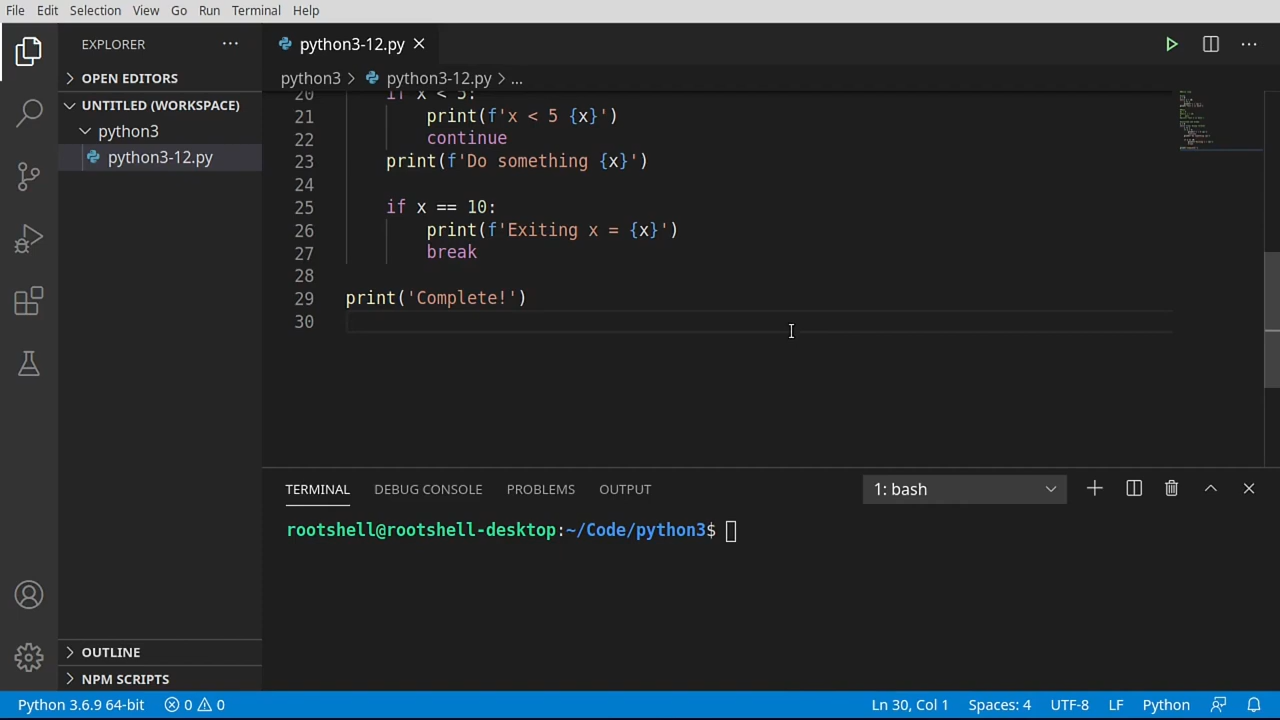 File Edit Selection View Go Run Terminal Help
EXPLORER ...
python3-12.py
OPEN EDITORS
python3 > python3-12.py > ...
UNTITLED (WORKSPACE)
python3
python3-12.py
20 if x < 5:
21 print(f'x < 5 {x}')
22 continue
23 print(f'Do something {x}')
24
25 if x == 10:
26 print(f'Exiting x = {x}')
27 break
28
29 print('Complete!')
30
TERMINAL DEBUG CONSOLE PROBLEMS OUTPUT 1: bash
rootshell@rootshell-desktop:~/Code/python3$
OUTLINE
NPM SCRIPTS
Python 3.6.9 64-bit 0 0 Ln 30, Col 1 Spaces: 4 UTF-8 LF Python